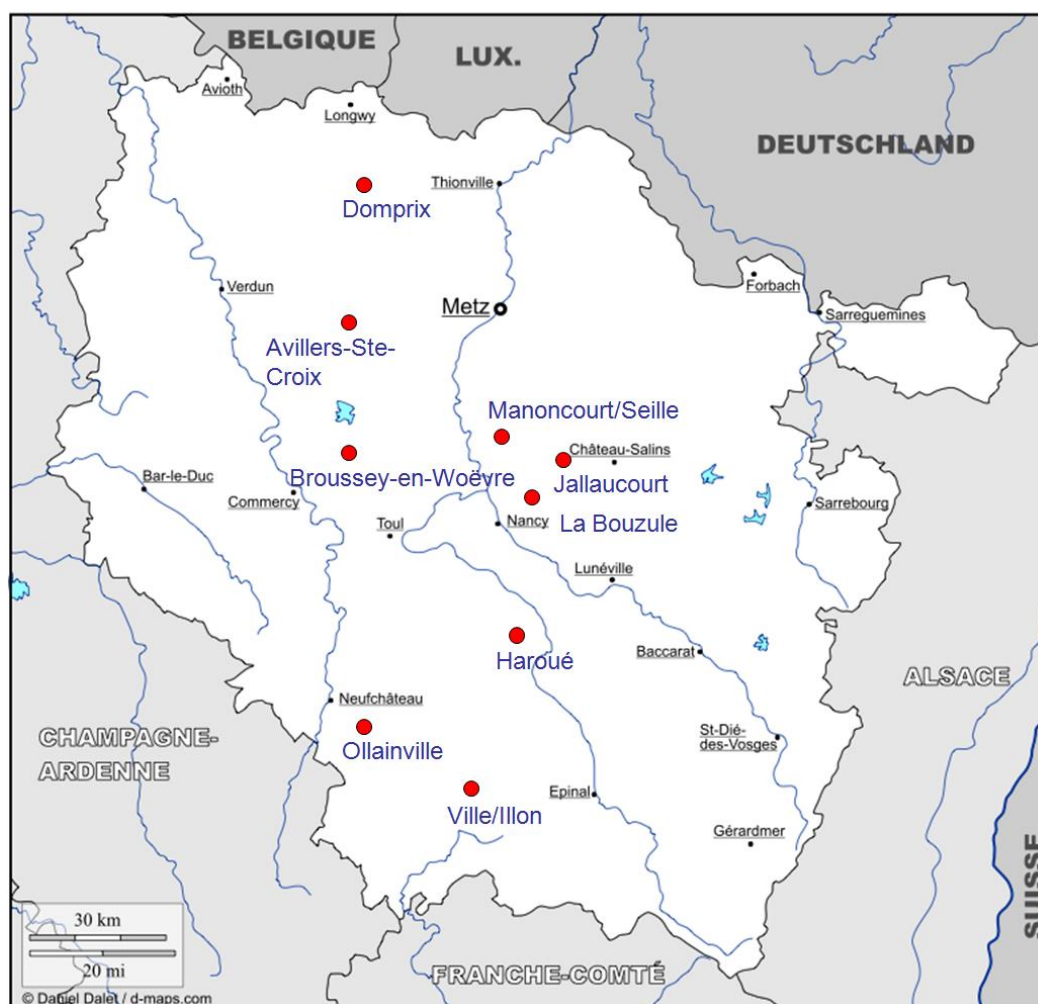 BELGIQUE
LUX.
Avioth
Longwy
DEUTSCHLAND
Thionville
Domprix
Verdun
Forbach
Metz
Sarreguemines
Avillers-Ste-
Croix
Manoncourt/Seille
Château-Salins
Broussey-en-Woëvre
Bar-le-Duc
Jallaucourt
Commercy
Sarrebourg
Toul
Nancy
La Bouzule
Lunéville
Haroué
Baccarat
ALSACE
Neufchâteau
CHAMPAGNE-
ARDENNE
St-Dié-
des-Vosges
Ollainville
Epinal
Ville/Illon
Gérardmer
SUISSE
30 km
20 mi
FRANCHE-COMTÉ
© Daniel Dalet / d-maps.com